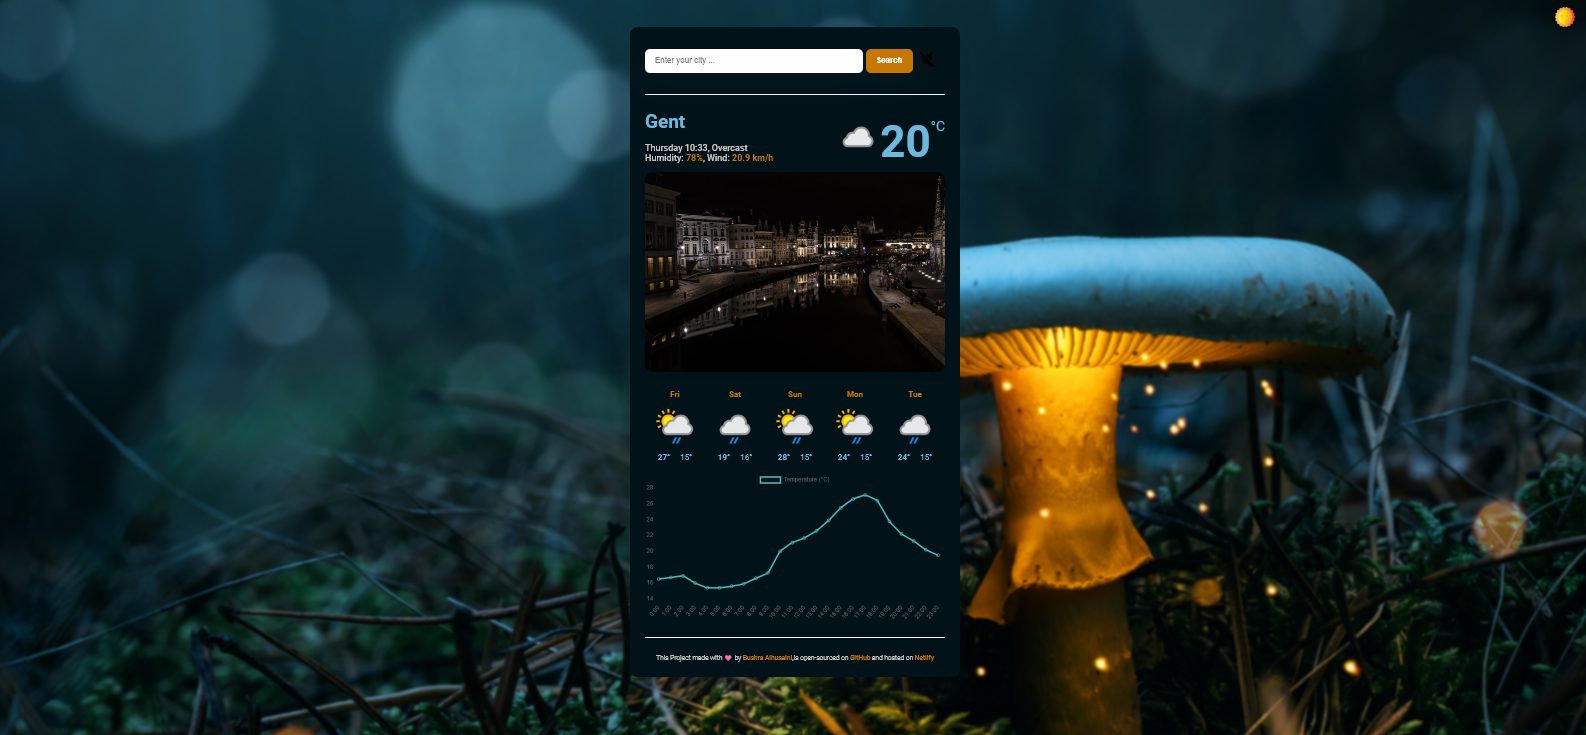 Enter your city ...
Search
Gent
Thursday 10:33, Overcast
Humidity: 78%, Wind: 20.9 km/h
20 °C
Fri Sat Sun Mon Tue
27° 15° 19° 16° 28° 15° 24° 15° 24° 15°
Temperature (°C)
28
26
24
22
20
18
16
14
0:00 1:00 2:00 3:00 4:00 5:00 6:00 7:00 8:00 9:00 10:00 11:00 12:00 13:00 14:00 15:00 16:00 17:00 18:00 19:00 20:00 21:00 22:00 23:00
This Project made with by Bushra Alhusaini,is open-sourced on GitHub and hosted on Netlify